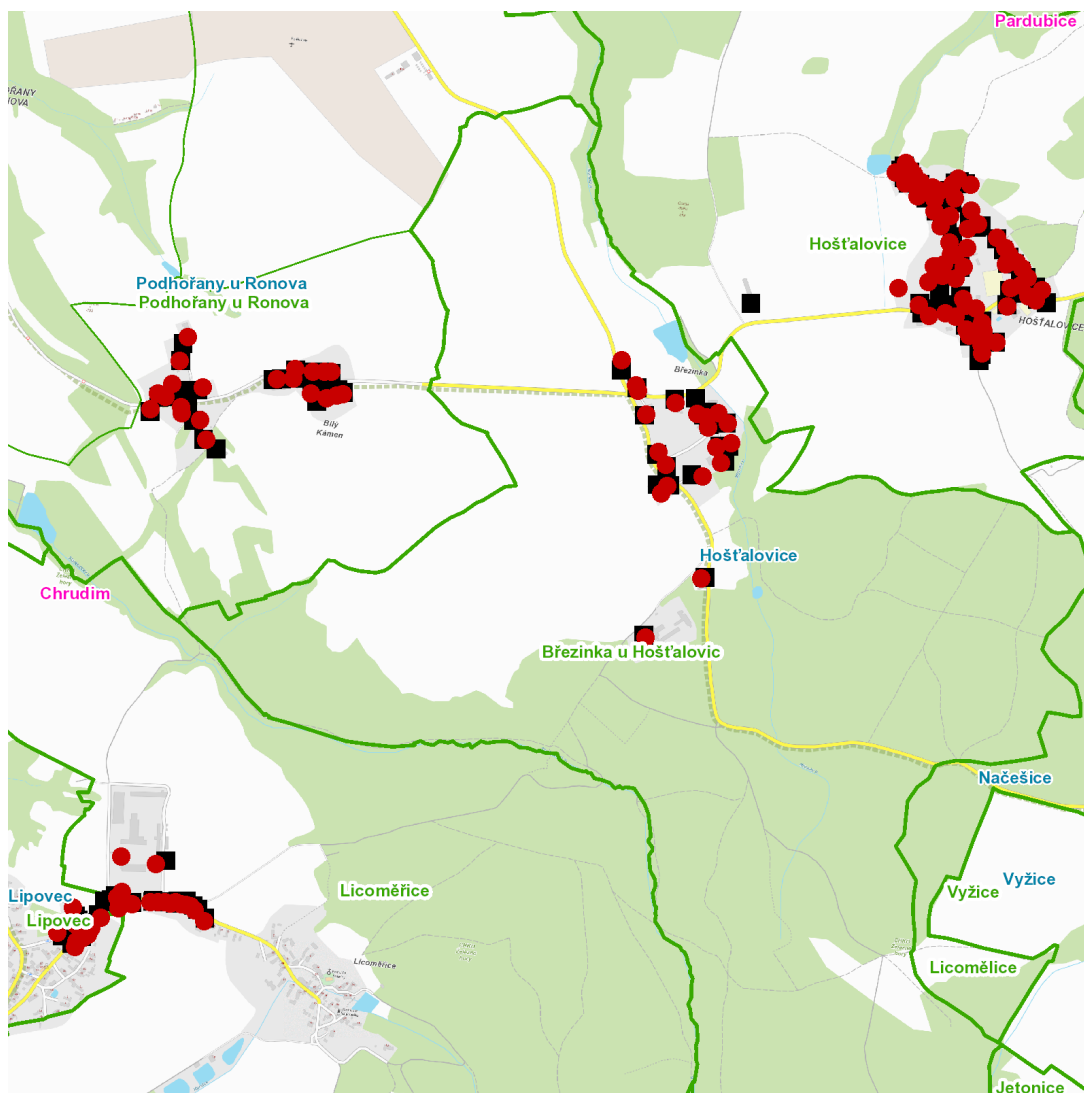 Pardubice
Hošťalovice
Podhořany u Ronova
Podhořany u Ronova
HOŠŤALOVICE
Březinka
Bílý
Kámen
Hošťalovice
Chrudim
Březinka u Hošťalovic
Načešice
Vyžice
Vyžice
Licoměřice
Lipovec
Lipovec
Licomělice
Licoměřice
Jetonice